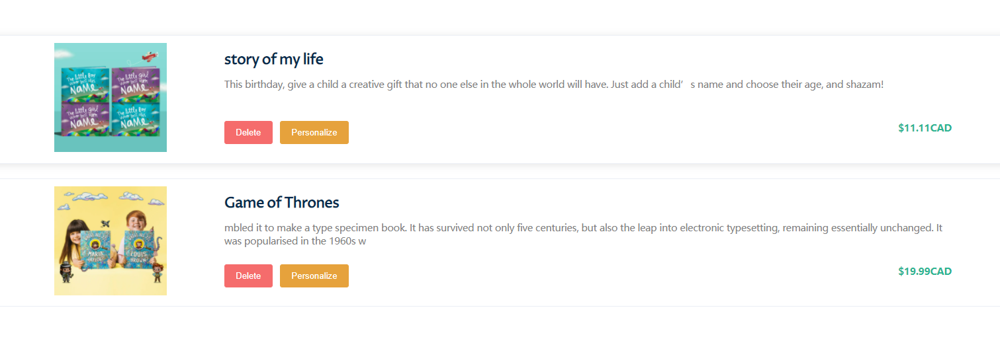 story of my life
This birthday, give a child a creative gift that no one else in the whole world will have. Just add a child’s name and choose their age, and shazam!
The Little Boy
Who Lost His
Name
The Little Girl
Who Lost Her
Name
The Little Girl
Who Lost Her
Name
The Little Boy
Who Lost His
Name
Delete
Personalize
$11.11CAD
Game of Thrones
mbled it to make a type specimen book. It has survived not only five centuries, but also the leap into electronic typesetting, remaining essentially unchanged. It
was popularised in the 1960s w
MARIA
LOUIS
BROWN
Delete
Personalize
$19.99CAD